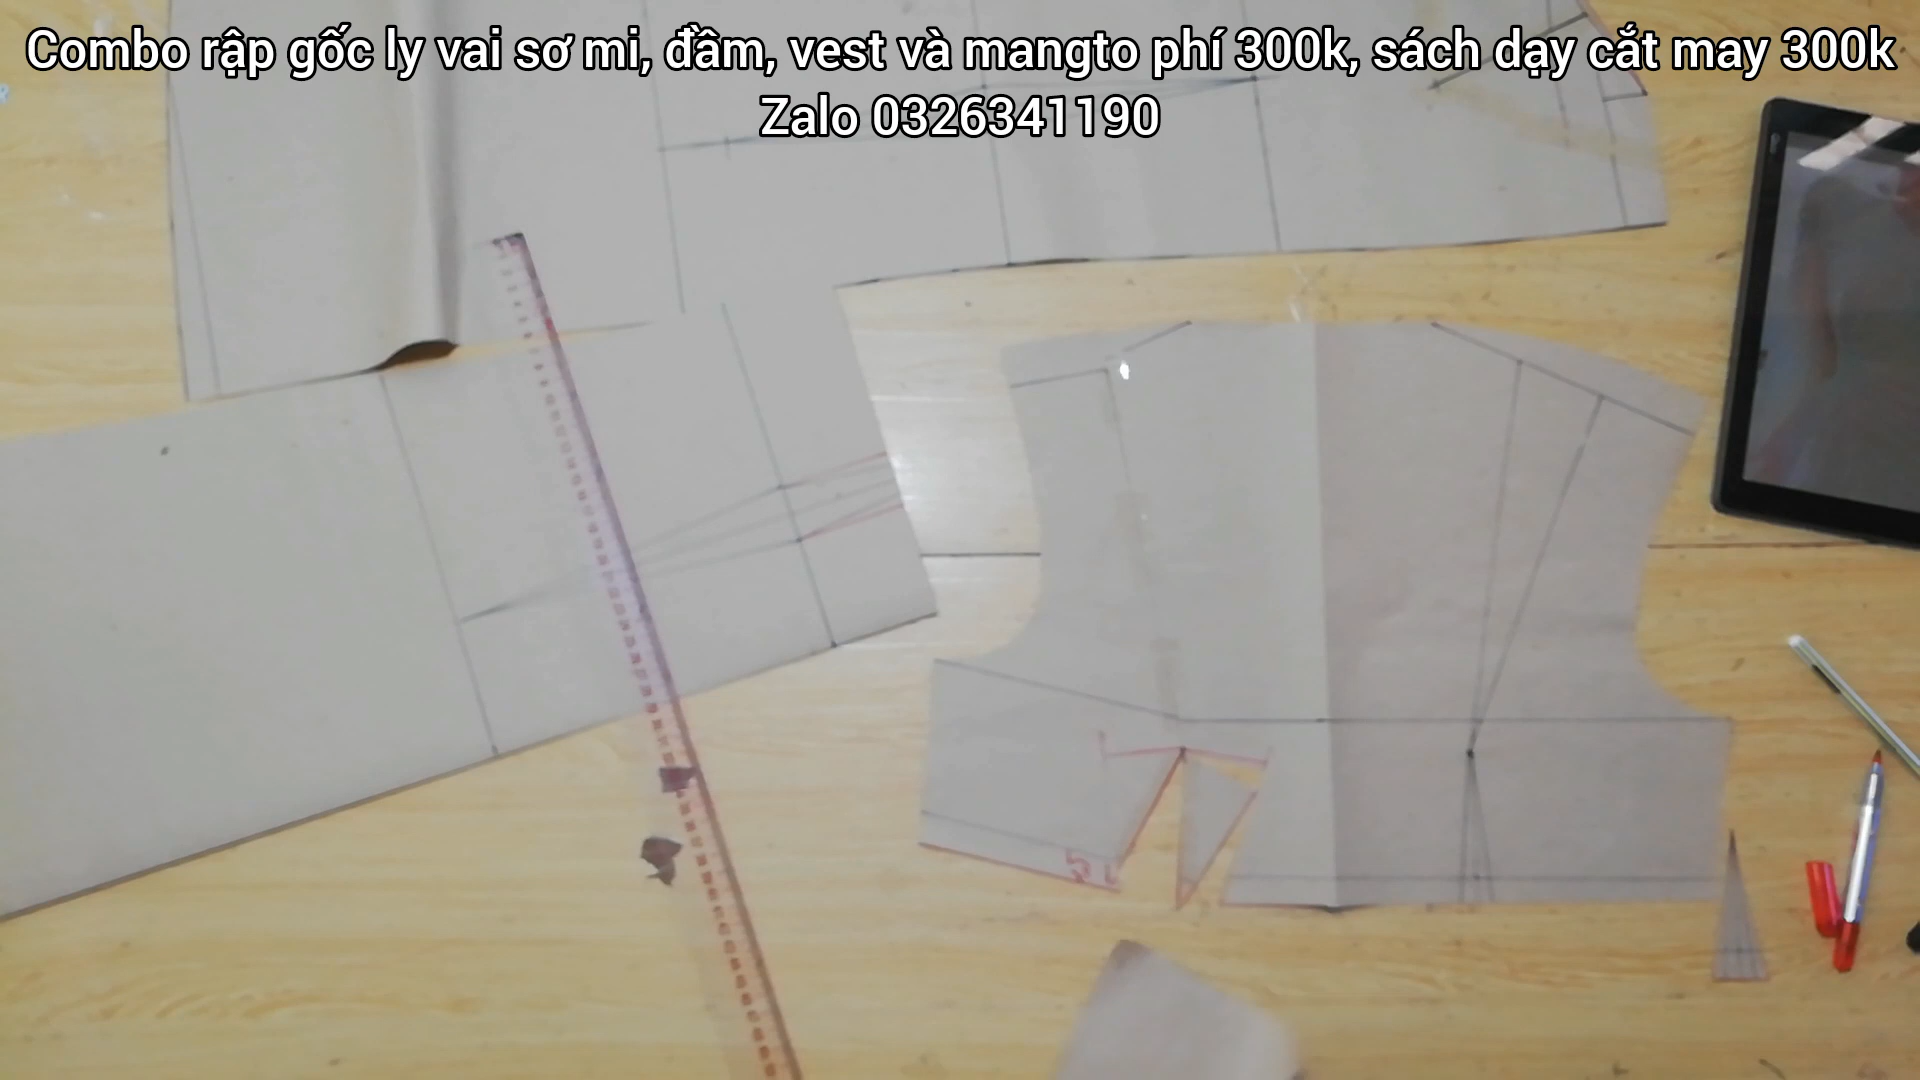 Combo rập gốc ly vai sơ mi, đầm, vest và mangto phí 300k, sách dạy cắt may 300k
Zalo 0326341190